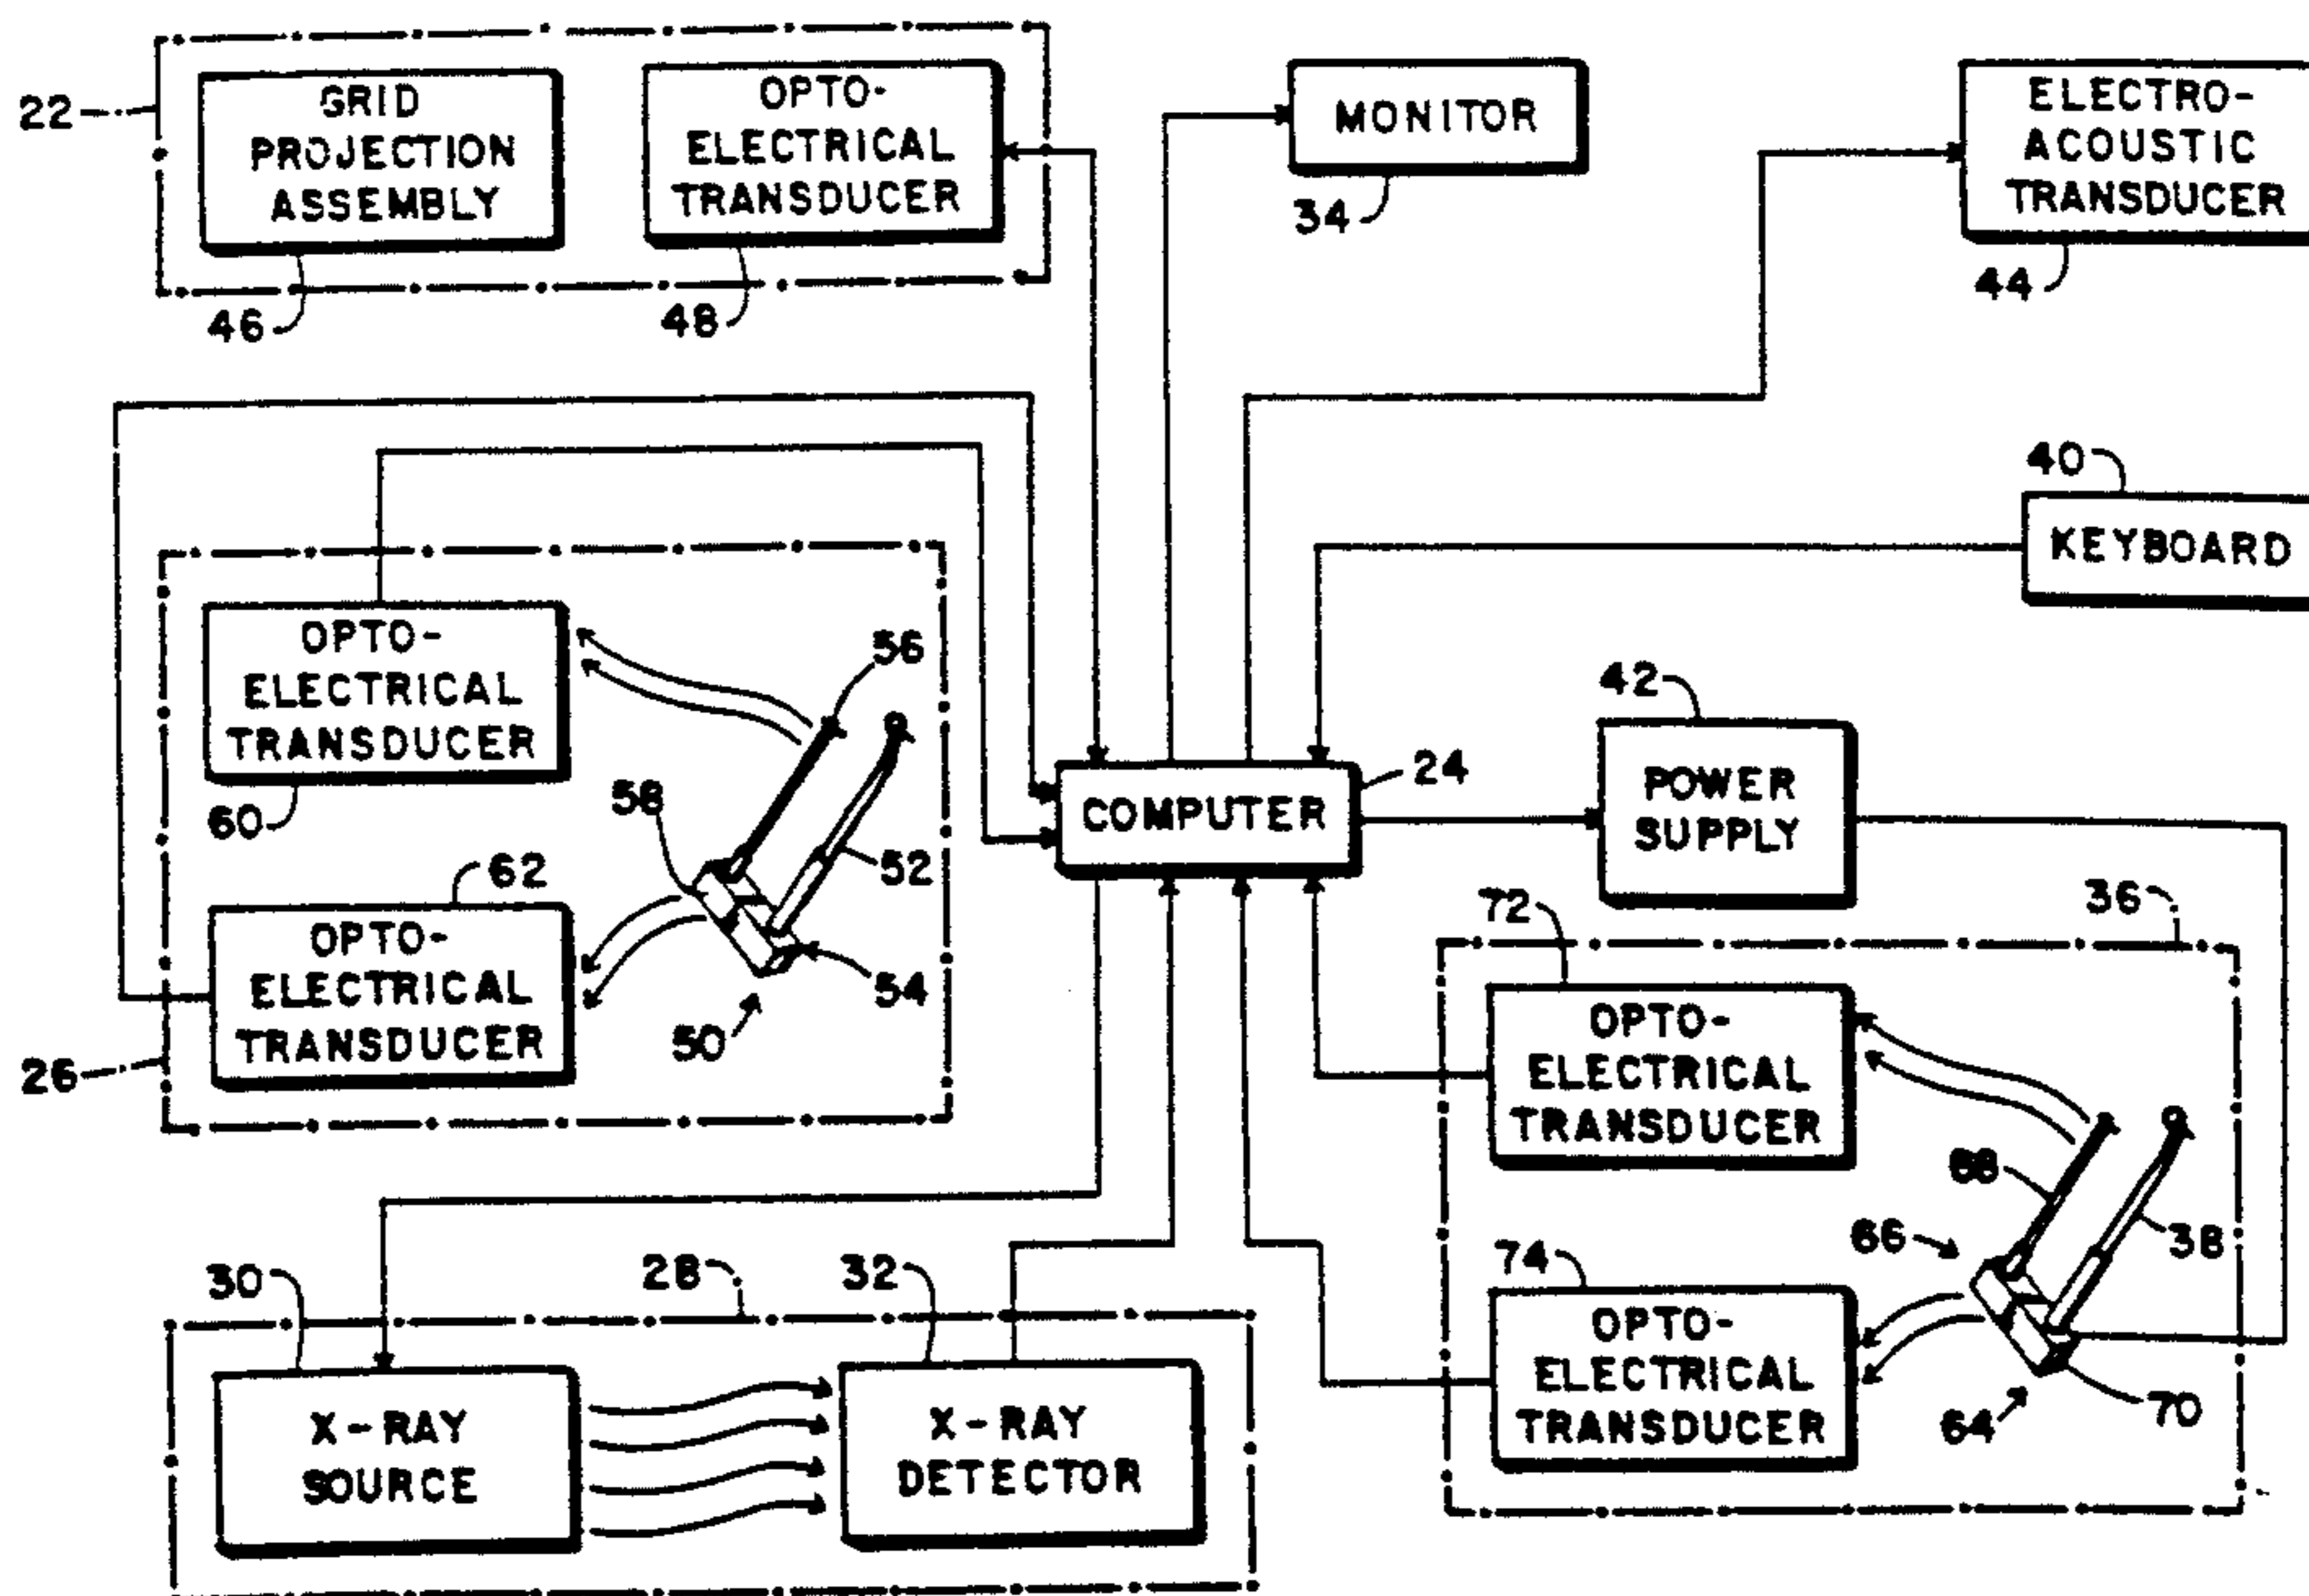 22
GRID
PROJECTION
ASSEMBLY
46
OPTO-
ELECTRICAL
TRANSDUCER
48
MONITOR
34
ELECTRO-
ACOUSTIC
TRANSDUCER
44
40
KEYBOARD
26
OPTO-
ELECTRICAL
TRANSDUCER
60
62
OPTO-
ELECTRICAL
TRANSDUCER
56
58
52
54
50
COMPUTER
24
42
POWER
SUPPLY
36
72
OPTO-
ELECTRICAL
TRANSDUCER
74
OPTO-
ELECTRICAL
TRANSDUCER
68
66
38
64
70
28
30
X-RAY
SOURCE
32
X-RAY
DETECTOR